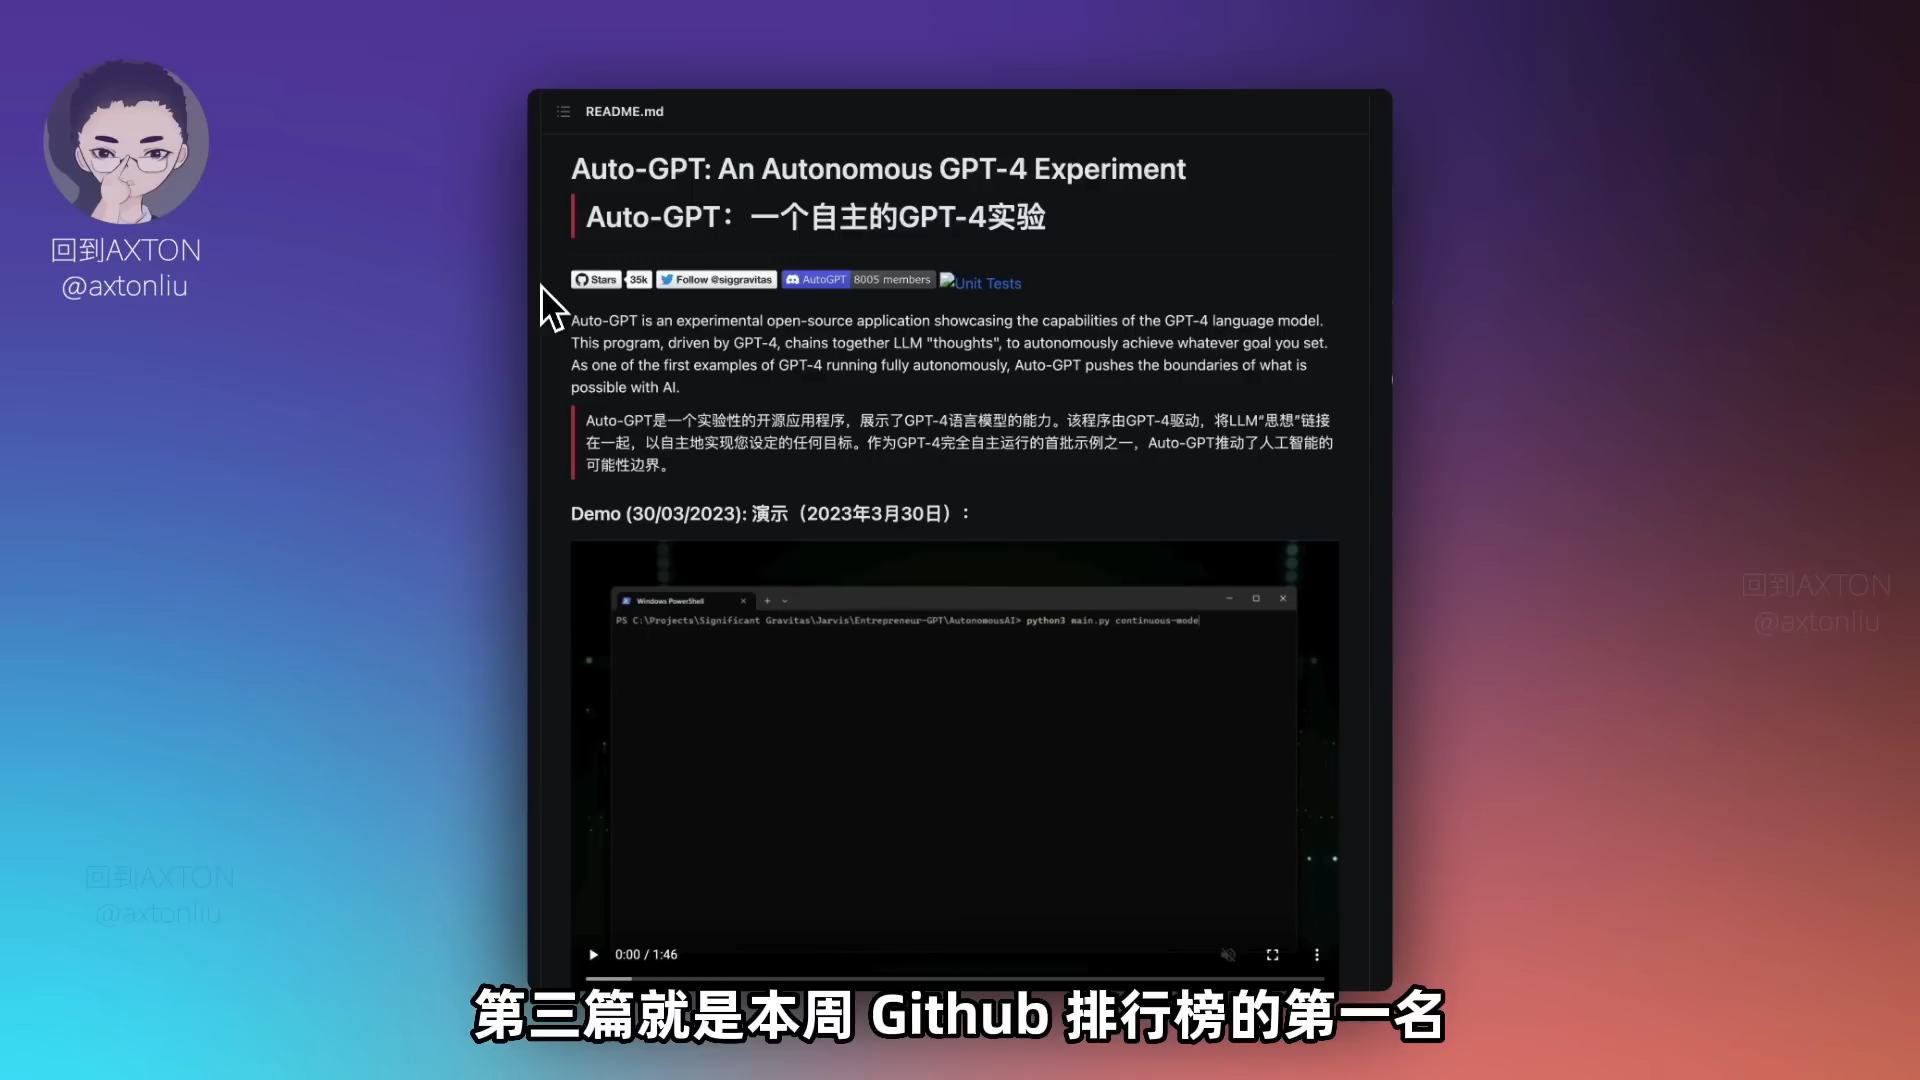 回到AXTON
@axtonliu
README.md
Auto-GPT: An Autonomous GPT-4 Experiment
Auto-GPT：一个自主的GPT-4实验
Stars 35k Follow @siggravitas AutoGPT 8005 members Unit Tests
Auto-GPT is an experimental open-source application showcasing the capabilities of the GPT-4 language model.
This program, driven by GPT-4, chains together LLM "thoughts", to autonomously achieve whatever goal you set.
As one of the first examples of GPT-4 running fully autonomously, Auto-GPT pushes the boundaries of what is
possible with AI.
Auto-GPT是一个实验性的开源应用程序，展示了GPT-4语言模型的能力。该程序由GPT-4驱动，将LLM“思想”链接
在一起，以自主地实现您设定的任何目标。作为GPT-4完全自主运行的首批示例之一，Auto-GPT推动了人工智能的
可能性边界。
Demo (30/03/2023): 演示（2023年3月30日）：
Windows PowerShell
PS C:\Projects\Significant Gravitas\Jarvis\Entrepreneur-GPT\AutonomousAI> python3 main.py continuous-mode
回到AXTON
@axtonliu
回到AXTON
@axtonliu
0:00 / 1:46
第三篇就是本周 Github 排行榜的第一名